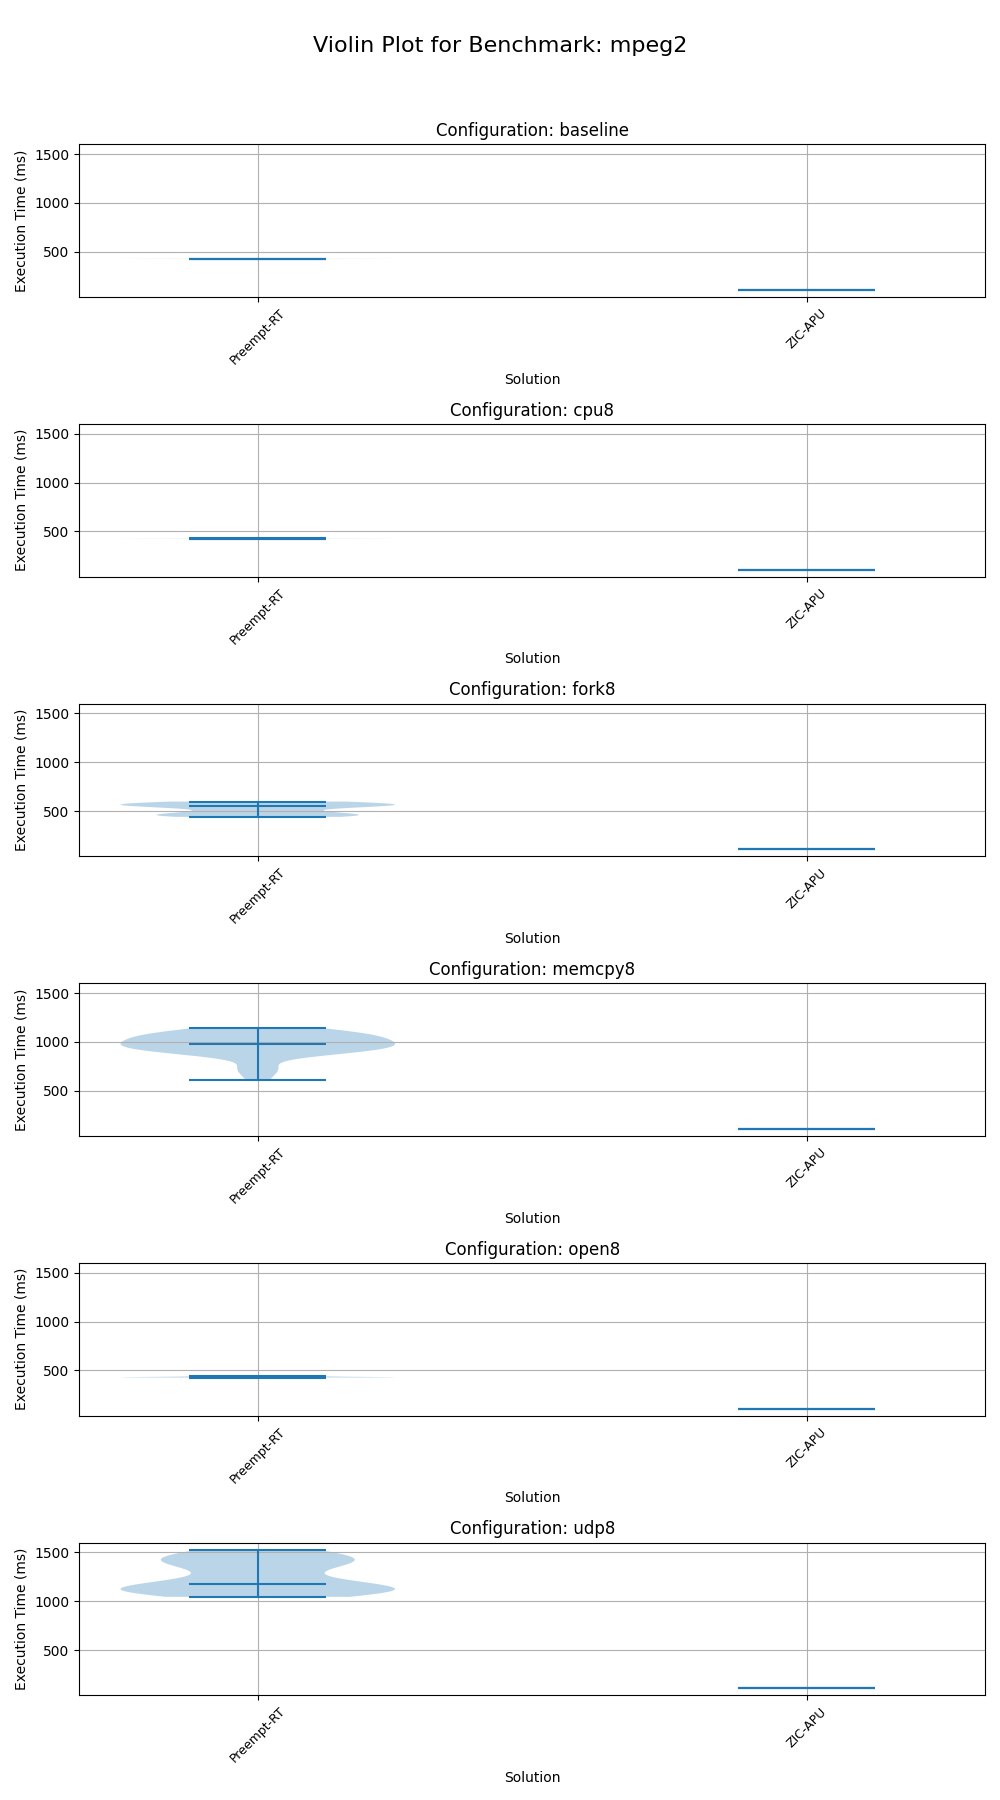 Violin Plot for Benchmark: mpeg2
Configuration: baseline
Execution Time (ms)
1500
1000
500
Preempt-RT
ZIC-APU
Solution
Configuration: cpu8
Execution Time (ms)
1500
1000
500
Preempt-RT
ZIC-APU
Solution
Configuration: fork8
Execution Time (ms)
1500
1000
500
Preempt-RT
ZIC-APU
Solution
Configuration: memcpy8
Execution Time (ms)
1500
1000
500
Preempt-RT
ZIC-APU
Solution
Configuration: open8
Execution Time (ms)
1500
1000
500
Preempt-RT
ZIC-APU
Solution
Configuration: udp8
Execution Time (ms)
1500
1000
500
Preempt-RT
ZIC-APU
Solution